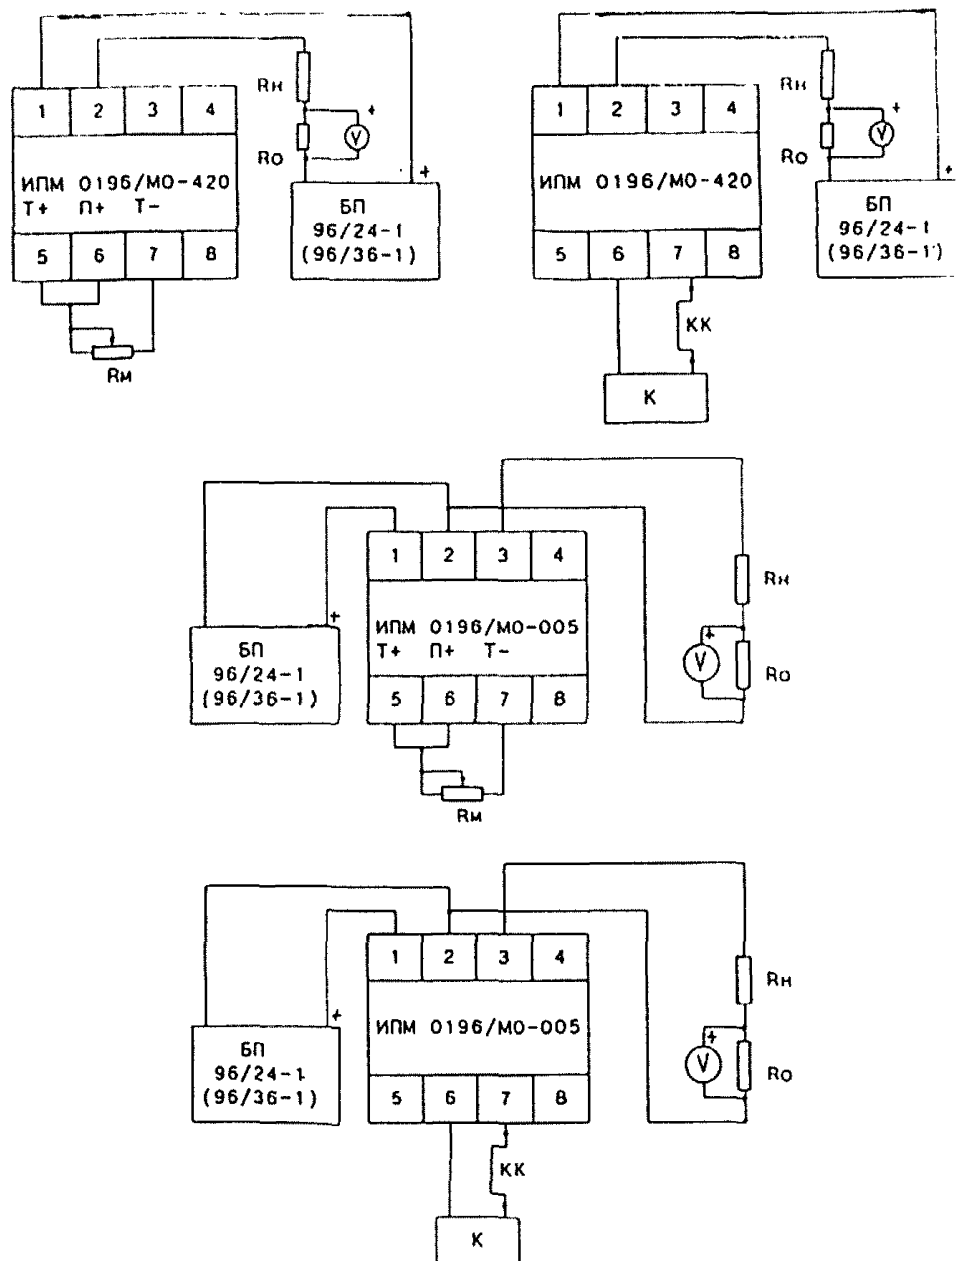 1 2 3 4
Rн
+
V
Rо
ИПМ 0196/МО-420
Т+ П+ Т-
+
БП
96/24-1
(96/36-1)
5 6 7 8
Rм
1 2 3 4
Rн
+
V
Rо
ИПМ 0196/МО-420
+
БП
96/24-1
(96/36-1)
5 6 7 8
КК
К
1 2 3 4
Rн
+
ИПМ 0196/МО-005
Т+ П+ Т-
БП
96/24-1
(96/36-1)
+
V
Rо
5 6 7 8
Rм
1 2 3 4
Rн
+
ИПМ 0196/МО-005
БП
96/24-1
(96/36-1)
+
V
Rо
5 6 7 8
КК
К